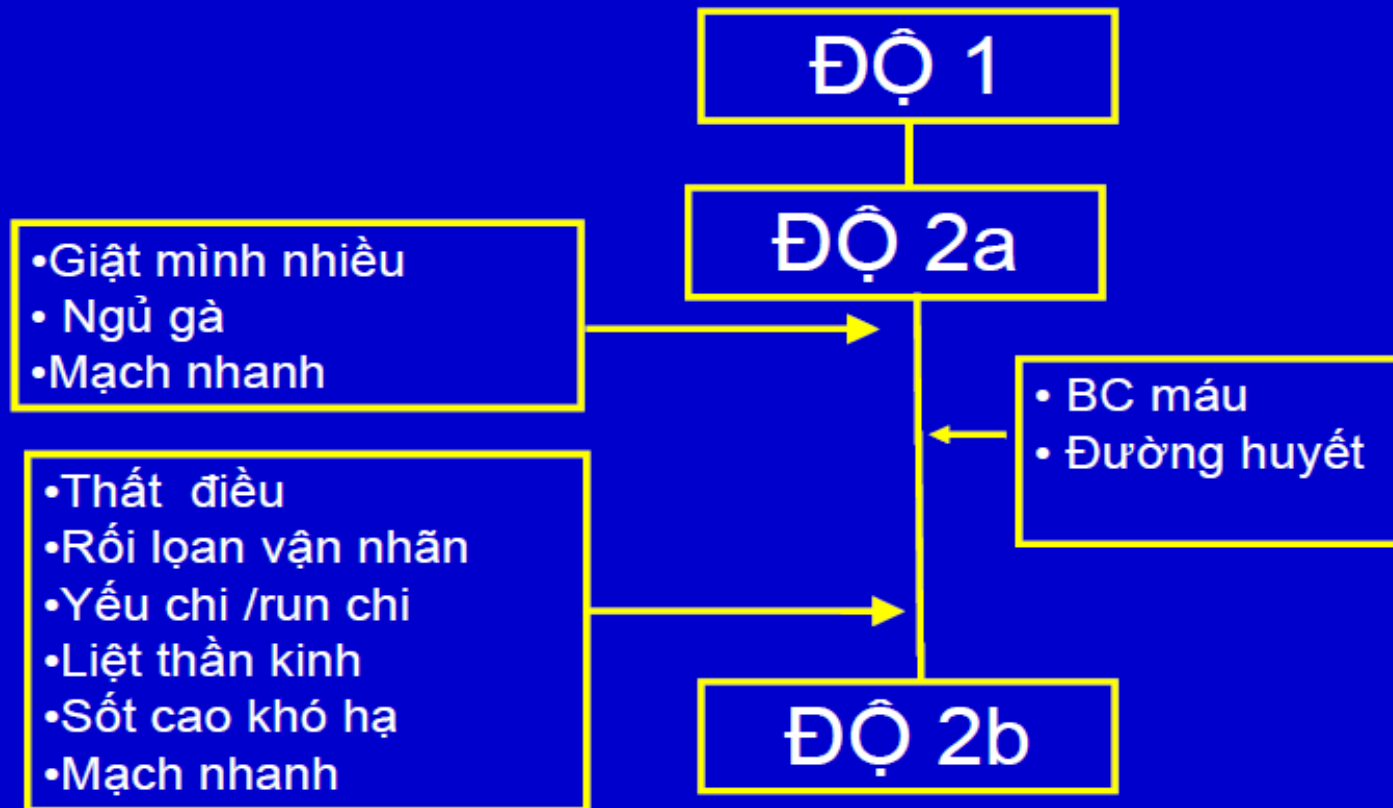 ĐỘ 1
ĐỘ 2a
•Giật mình nhiều
• Ngủ gà
•Mạch nhanh
• BC máu
• Đường huyết
•Thất điều
•Rối lọan vận nhãn
•Yếu chi /run chi
•Liệt thần kinh
•Sốt cao khó hạ
•Mạch nhanh
ĐỘ 2b